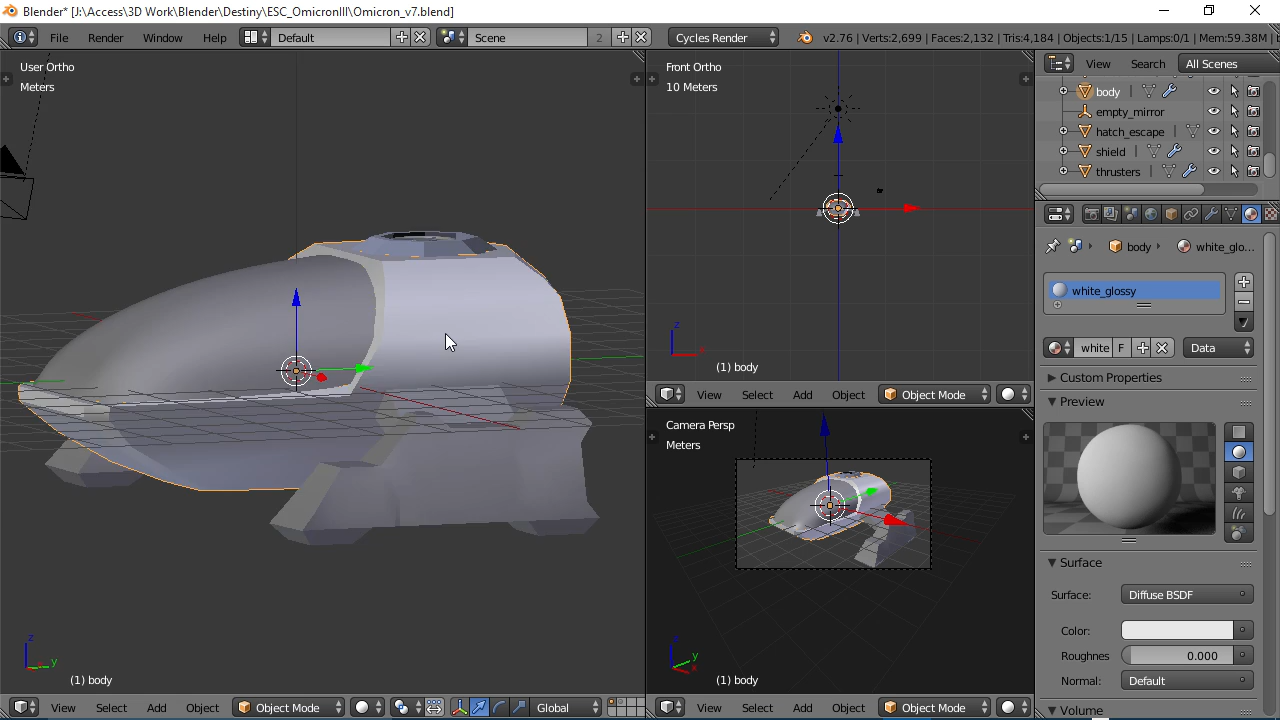 Blender* [J:\Access\3D Work\Blender\Destiny\ESC_OmicronIII\Omicron_v7.blend]
File Render Window Help Default Scene 2 Cycles Render v2.76 | Verts:2,699 | Faces:2,132 | Tris:4,184 | Objects:1/15 | Lamps:0/1 | Mem:59.38M |
User Ortho
Meters
(1) body
View Select Add Object Object Mode Global
Front Ortho
10 Meters
z
(1) body
View Select Add Object Object Mode
Camera Persp
Meters
z
y
x
(1) body
View Select Add Object Object Mode
z
y
View Search All Scenes
body
empty_mirror
hatch_escape
shield
thrusters
body white_glo...
white_glossy
white F Data
Custom Properties
Preview
Surface
Surface: Diffuse BSDF
Color:
Roughnes 0.000
Normal: Default
Volume